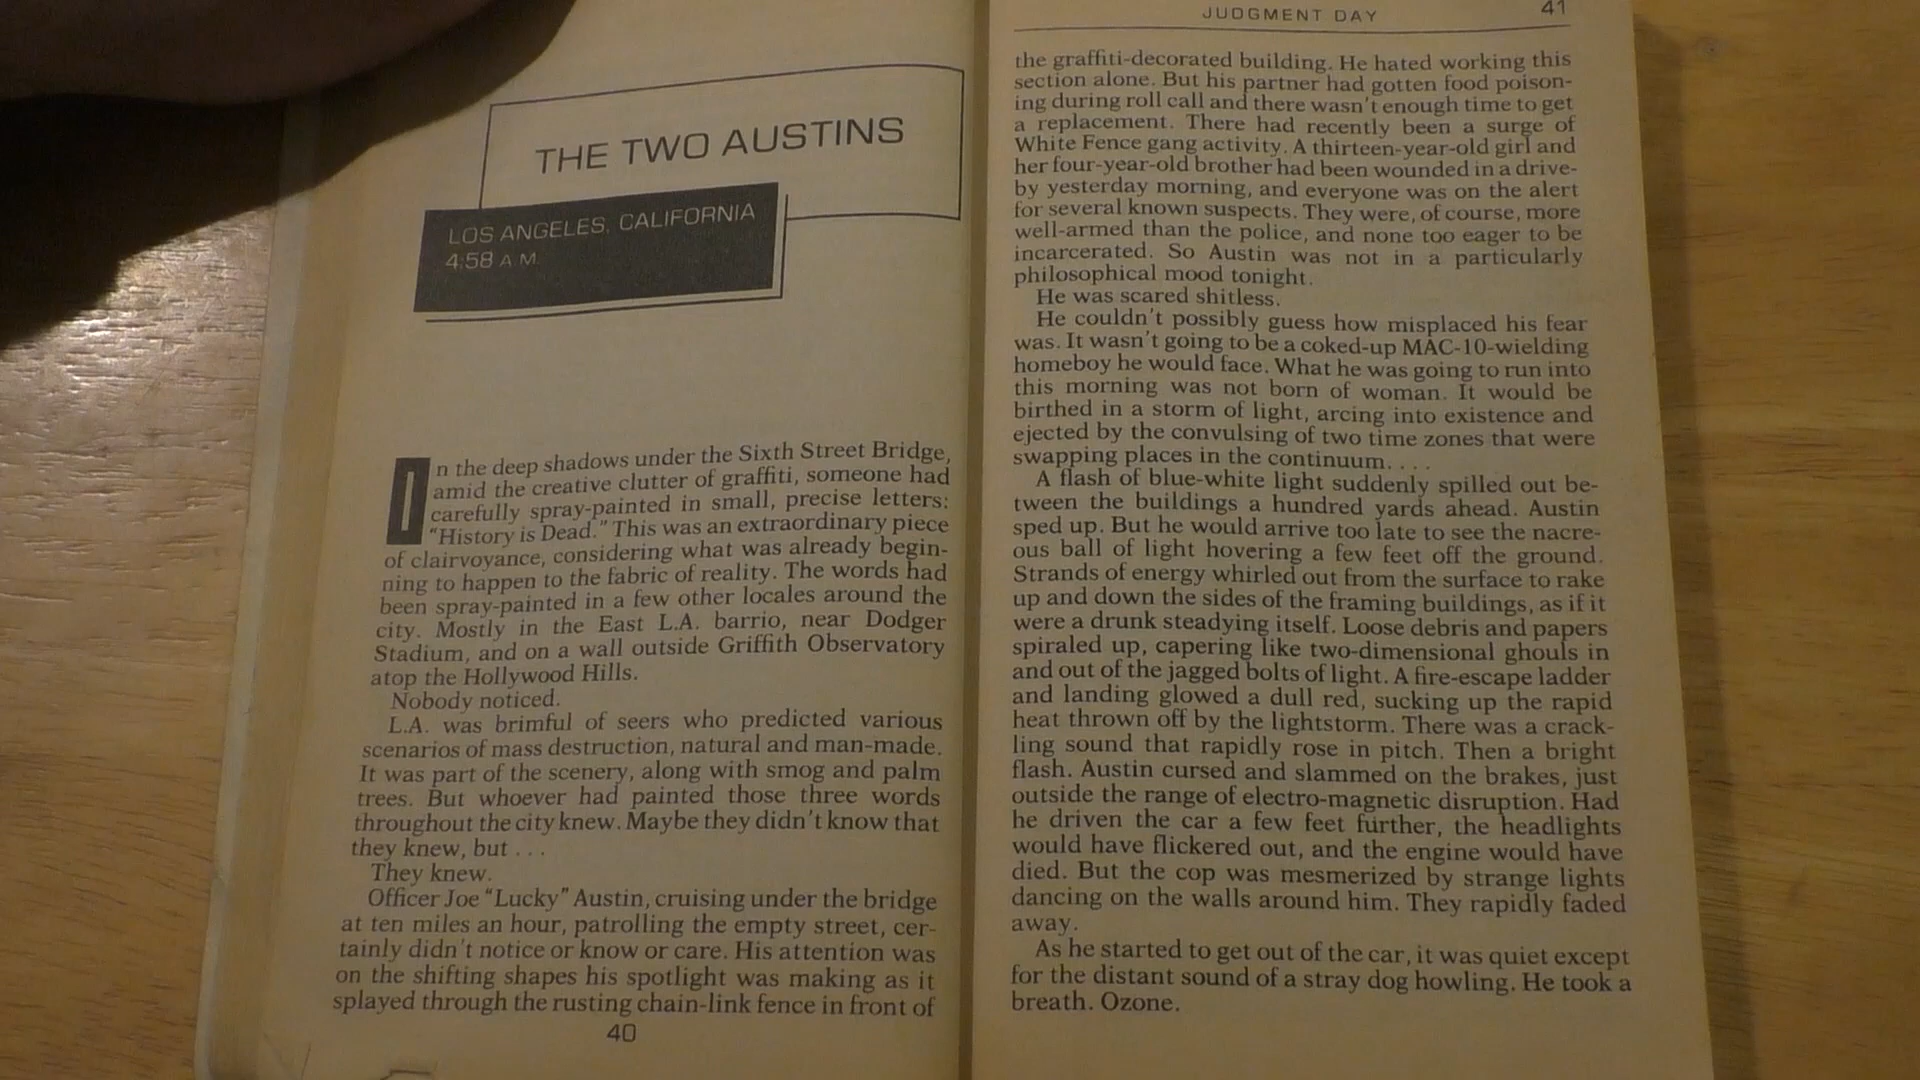 THE TWO AUSTINS
LOS ANGELES, CALIFORNIA
4:58 A.M.
In the deep shadows under the Sixth Street Bridge,
amid the creative clutter of graffiti, someone had
carefully spray-painted in small, precise letters:
"History is Dead." This was an extraordinary piece
of clairvoyance, considering what was already begin-
ning to happen to the fabric of reality. The words had
been spray-painted in a few other locales around the
city. Mostly in the East L.A. barrio, near Dodger
Stadium, and on a wall outside Griffith Observatory
atop the Hollywood Hills.
Nobody noticed.
L.A. was brimful of seers who predicted various
scenarios of mass destruction, natural and man-made.
It was part of the scenery, along with smog and palm
trees. But whoever had painted those three words
throughout the city knew. Maybe they didn't know that
they knew, but . . .
They knew.
Officer Joe "Lucky" Austin, cruising under the bridge
at ten miles an hour, patrolling the empty street, cer-
tainly didn't notice or know or care. His attention was
on the shifting shapes his spotlight was making as it
splayed through the rusting chain-link fence in front of
40
JUDGMENT DAY 41
the graffiti-decorated building. He hated working this
section alone. But his partner had gotten food poison-
ing during roll call and there wasn't enough time to get
a replacement. There had recently been a surge of
White Fence gang activity. A thirteen-year-old girl and
her four-year-old brother had been wounded in a drive-
by yesterday morning, and everyone was on the alert
for several known suspects. They were, of course, more
well-armed than the police, and none too eager to be
incarcerated. So Austin was not in a particularly
philosophical mood tonight.
He was scared shitless.
He couldn't possibly guess how misplaced his fear
was. It wasn't going to be a coked-up MAC-10-wielding
homeboy he would face. What he was going to run into
this morning was not born of woman. It would be
birthed in a storm of light, arcing into existence and
ejected by the convulsing of two time zones that were
swapping places in the continuum. . . .
A flash of blue-white light suddenly spilled out be-
tween the buildings a hundred yards ahead. Austin
sped up. But he would arrive too late to see the nacre-
ous ball of light hovering a few feet off the ground.
Strands of energy whirled out from the surface to rake
up and down the sides of the framing buildings, as if it
were a drunk steadying itself. Loose debris and papers
spiraled up, capering like two-dimensional ghouls in
and out of the jagged bolts of light. A fire-escape ladder
and landing glowed a dull red, sucking up the rapid
heat thrown off by the lightstorm. There was a crack-
ling sound that rapidly rose in pitch. Then a bright
flash. Austin cursed and slammed on the brakes, just
outside the range of electro-magnetic disruption. Had
he driven the car a few feet further, the headlights
would have flickered out, and the engine would have
died. But the cop was mesmerized by strange lights
dancing on the walls around him. They rapidly faded
away.
As he started to get out of the car, it was quiet except
for the distant sound of a stray dog howling. He took a
breath. Ozone.